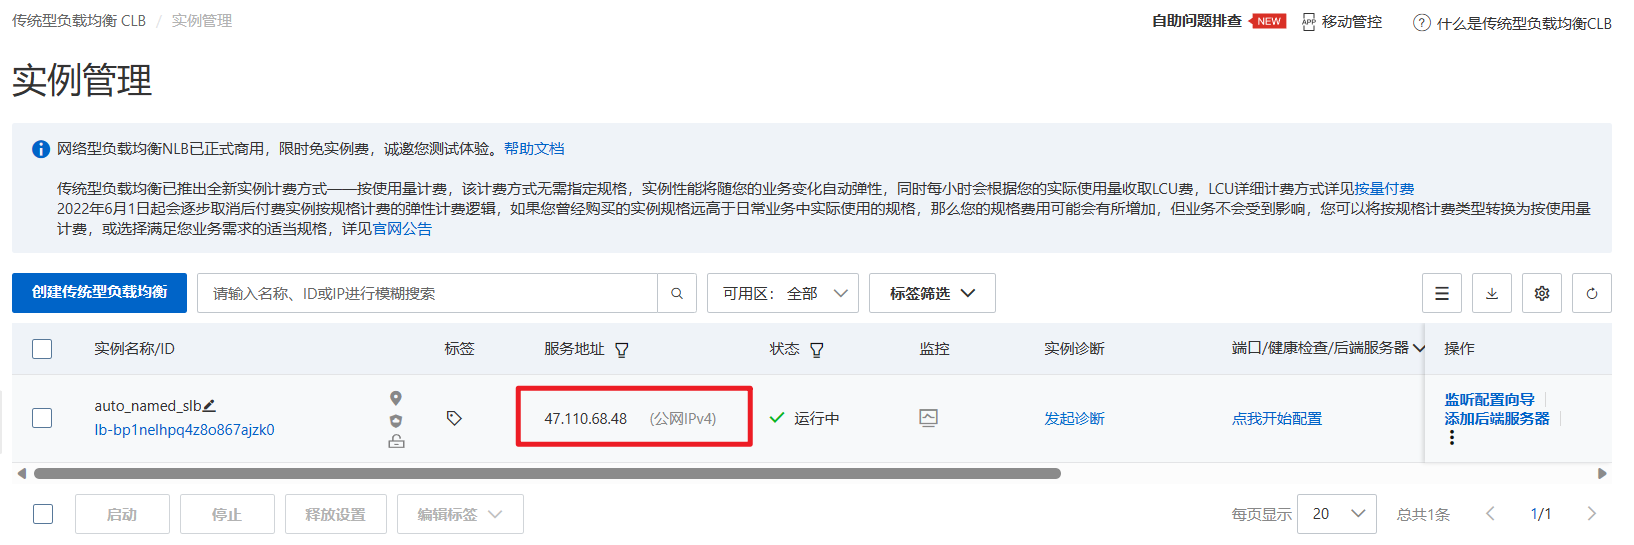 传统型负载均衡 CLB / 实例管理
自助问题排查 NEW APP 移动管控 ? 什么是传统型负载均衡CLB
实例管理
网络型负载均衡NLB已正式商用，限时免实例费，诚邀您测试体验。帮助文档
传统型负载均衡已推出全新实例计费方式——按使用量计费，该计费方式无需指定规格，实例性能将随您的业务变化自动弹性，同时每小时会根据您的实际使用量收取LCU费，LCU详细计费方式详见按量付费
2022年6月1日起会逐步取消后付费实例按规格计费的弹性计费逻辑，如果您曾经购买的实例规格远高于日常业务中实际使用的规格，那么您的规格费用可能会有所增加，但业务不会受到影响，您可以将按规格计费类型转换为按使用量
计费，或选择满足您业务需求的适当规格，详见官网公告
创建传统型负载均衡 请输入名称、ID或IP进行模糊搜索 可用区： 全部 标签筛选
实例名称/ID 标签 服务地址 状态 监控 实例诊断 端口/健康检查/后端服务器 操作
auto_named_slb
lb-bp1nelhpq4z8o867ajzk0
47.110.68.48 (公网IPv4) 运行中 发起诊断 点我开始配置
监听配置向导
添加后端服务器
启动 停止 释放设置 编辑标签 每页显示 20 总共1条 1/1